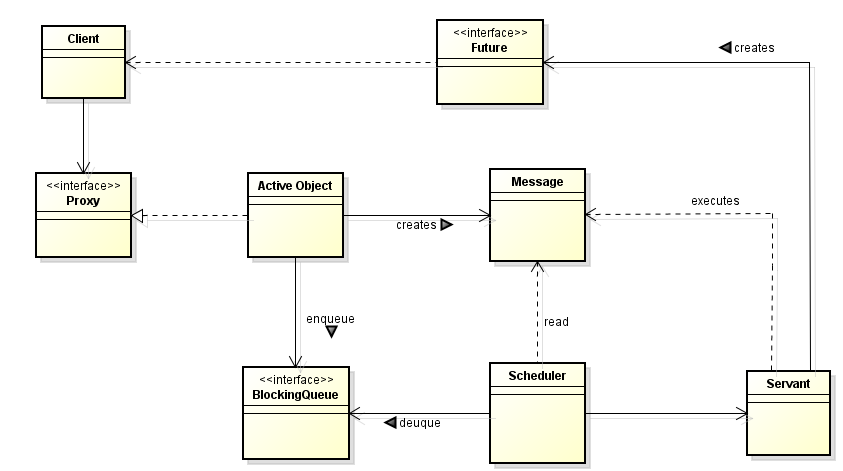 Client
<<interface>>
Future
creates
<<interface>>
Proxy
Active Object
Message
creates
executes
enqueue
read
<<interface>>
BlockingQueue
Scheduler
Servant
deuque